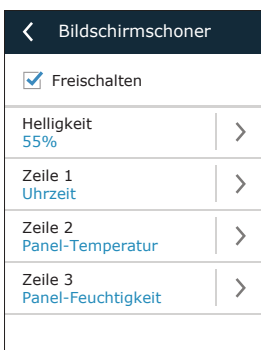 Bildschirmschoner
Freischalten
Helligkeit
55%
Zeile 1
Uhrzeit
Zeile 2
Panel-Temperatur
Zeile 3
Panel-Feuchtigkeit